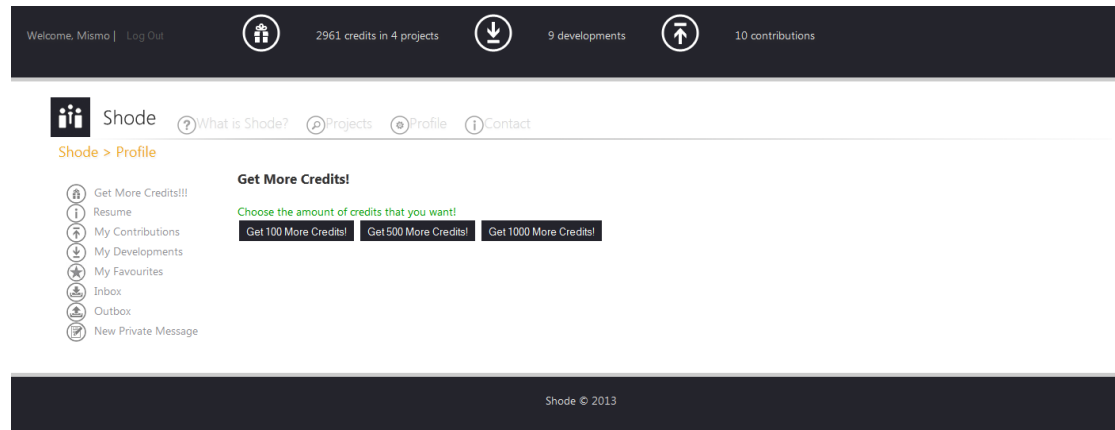 Welcome, Mismo | Log Out 2961 credits in 4 projects 9 developments 10 contributions
Shode What is Shode? Projects Profile Contact
Shode > Profile
Get More Credits!
Get More Credits!!!
Choose the amount of credits that you want!
Resume
Get 100 More Credits! Get 500 More Credits! Get 1000 More Credits!
My Contributions
My Developments
My Favourites
Inbox
Outbox
New Private Message
Shode © 2013